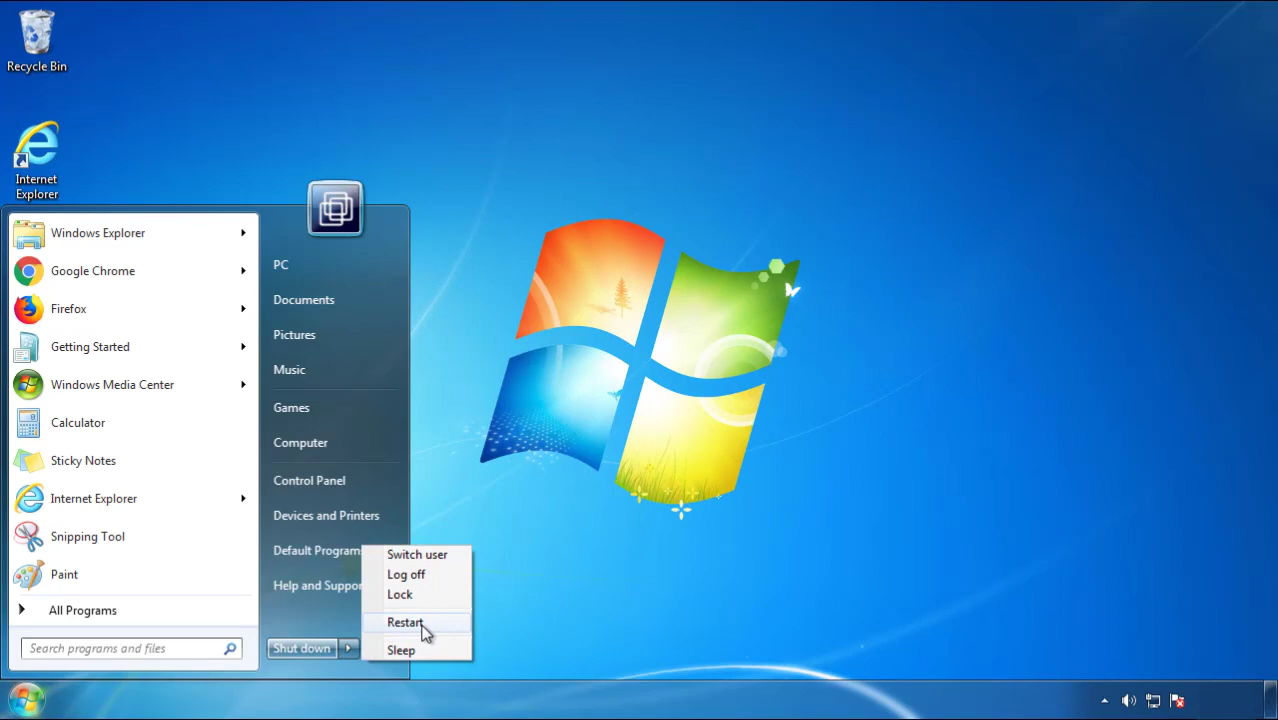 Recycle Bin
Internet
Explorer
Windows Explorer
Google Chrome
Firefox
Getting Started
Windows Media Center
Calculator
Sticky Notes
Internet Explorer
Snipping Tool
Paint
All Programs
Search programs and files
PC
Documents
Pictures
Music
Games
Computer
Control Panel
Devices and Printers
Default Program
Help and Suppor
Shut down
Switch user
Log off
Lock
Restart
Sleep